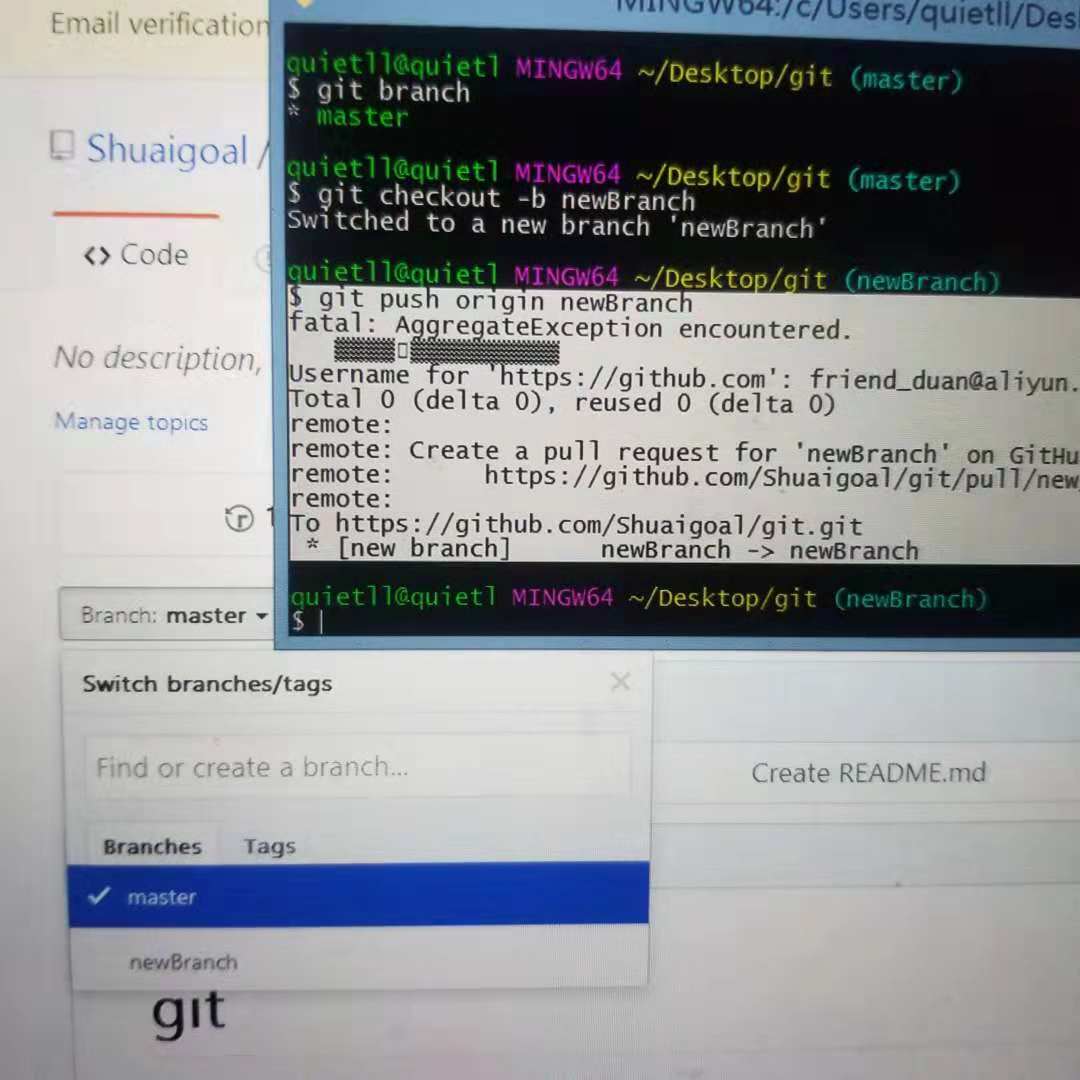 Email verification
MINGW64:/c/Users/quietll/Des
Shuaigoal /
Code
No description,
Manage topics
Branch: master
Switch branches/tags
Find or create a branch...
Branches Tags
master
newBranch
git
Create README.md
quietll@quietl MINGW64 ~/Desktop/git (master)
$ git branch
* master
quietll@quietl MINGW64 ~/Desktop/git (master)
$ git checkout -b newBranch
Switched to a new branch 'newBranch'
quietll@quietl MINGW64 ~/Desktop/git (newBranch)
$ git push origin newBranch
fatal: AggregateException encountered.
Username for 'https://github.com': friend_duan@aliyun.
Total 0 (delta 0), reused 0 (delta 0)
remote:
remote: Create a pull request for 'newBranch' on GitHu
remote: https://github.com/Shuaigoal/git/pull/new
remote:
To https://github.com/Shuaigoal/git.git
* [new branch] newBranch -> newBranch
quietll@quietl MINGW64 ~/Desktop/git (newBranch)
$